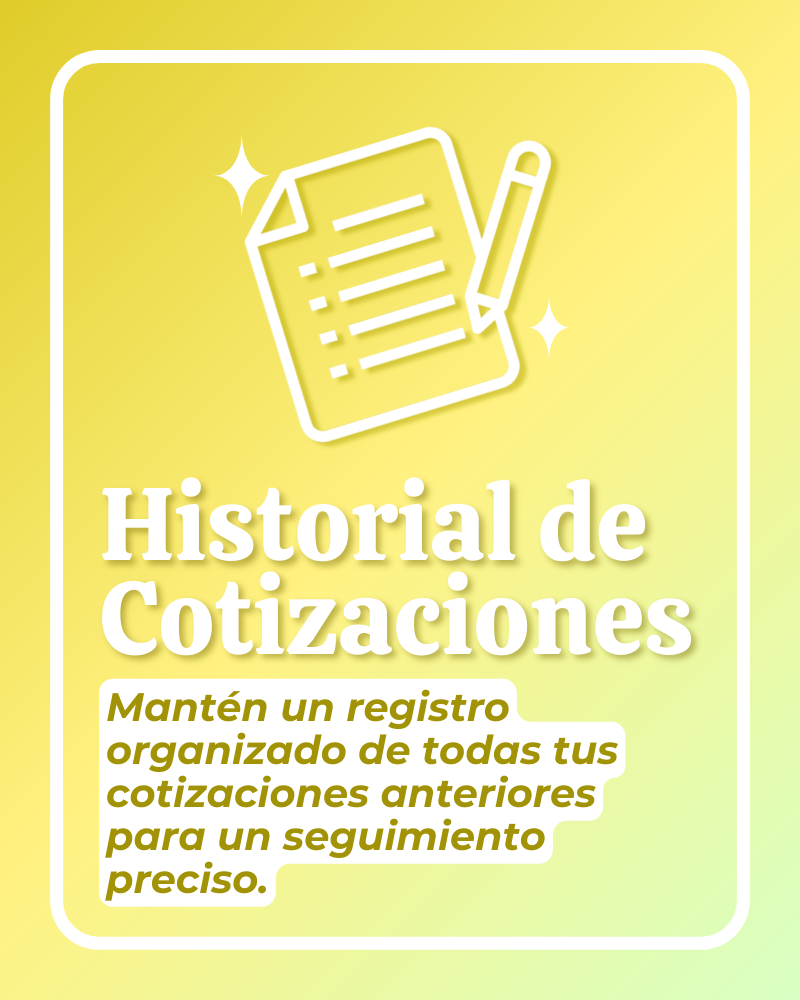 Historial de
Cotizaciones
Mantén un registro
organizado de todas tus
cotizaciones anteriores
para un seguimiento
preciso.